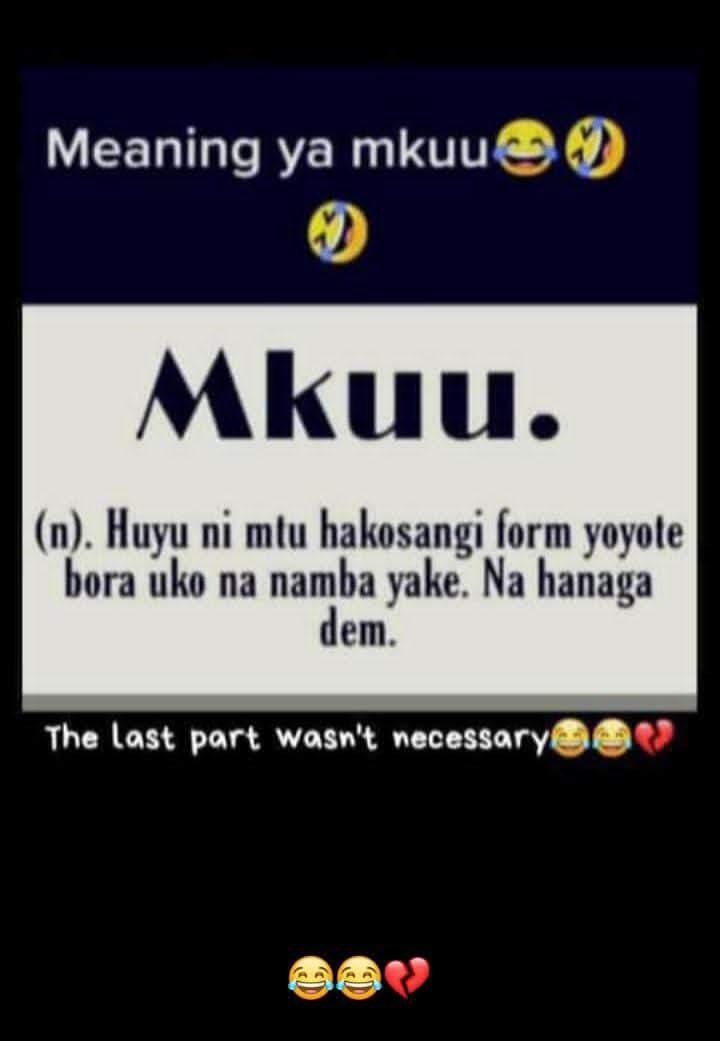 Meaning ya mkuu😂🤣
🤣
Mkuu.
(n). Huyu ni mtu hakosangi form yoyote
bora uko na namba yake. Na hanaga
dem.
The last part wasn't necessary😂😂💔
😂😂💔